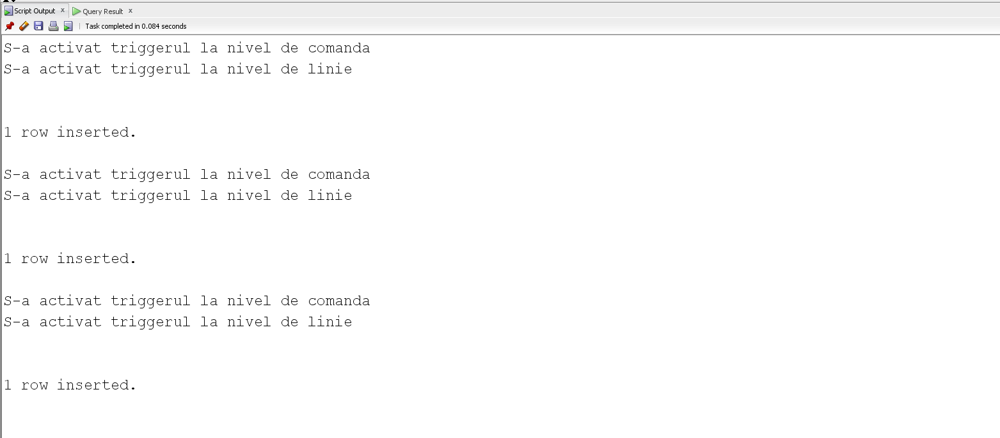 Script Output x Query Result x
Task completed in 0.084 seconds
S-a activat triggerul la nivel de comanda
S-a activat triggerul la nivel de linie
1 row inserted.
S-a activat triggerul la nivel de comanda
S-a activat triggerul la nivel de linie
1 row inserted.
S-a activat triggerul la nivel de comanda
S-a activat triggerul la nivel de linie
1 row inserted.